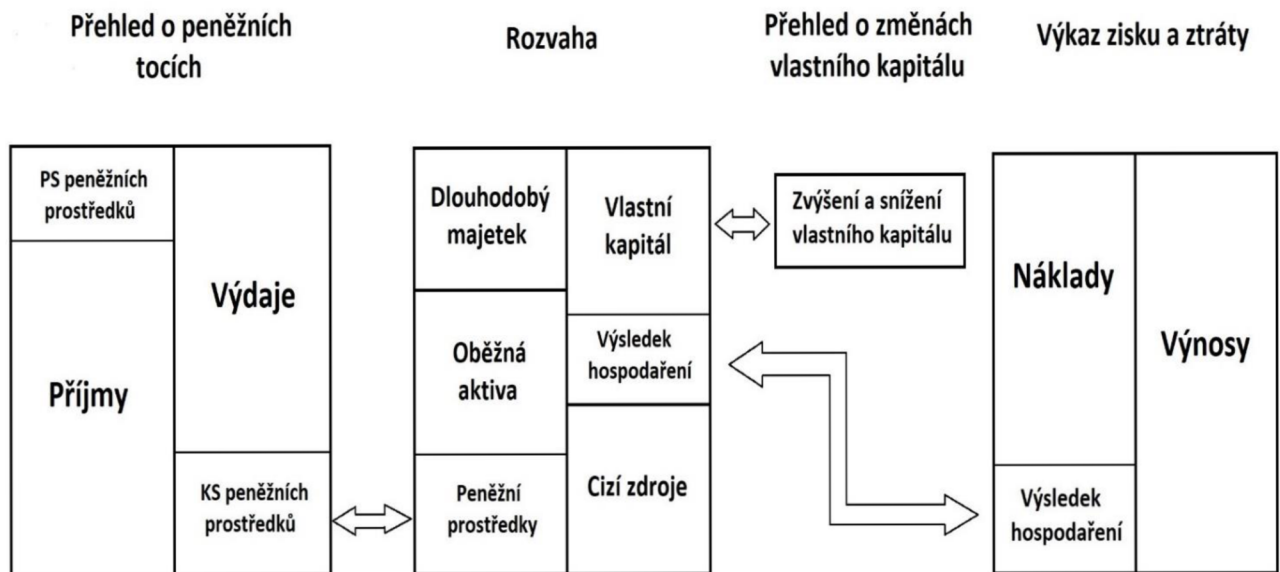 Přehled o peněžních
tocích
Rozvaha
Přehled o změnách
vlastního kapitálu
Výkaz zisku a ztráty
PS peněžních
prostředků
Příjmy
Výdaje
KS peněžních
prostředků
Dlouhodobý
majetek
Oběžná
aktiva
Peněžní
prostředky
Vlastní
kapitál
Výsledek
hospodaření
Cizí zdroje
Zvýšení a snížení
vlastního kapitálu
Náklady
Výsledek
hospodaření
Výnosy